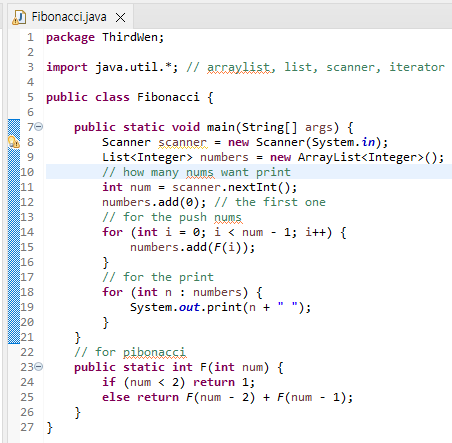 Fibonacci.java
1 package ThirdWen;
2
3 import java.util.*; // arraylist, list, scanner, iterator
4
5 public class Fibonacci {
6
7     public static void main(String[] args) {
8         Scanner scanner = new Scanner(System.in);
9         List<Integer> numbers = new ArrayList<Integer>();
10         // how many nums want print
11         int num = scanner.nextInt();
12         numbers.add(0); // the first one
13         // for the push nums
14         for (int i = 0; i < num - 1; i++) {
15             numbers.add(F(i));
16         }
17         // for the print
18         for (int n : numbers) {
19             System.out.print(n + " ");
20         }
21     }
22     // for pibonacci
23     public static int F(int num) {
24         if (num < 2) return 1;
25         else return F(num - 2) + F(num - 1);
26     }
27 }